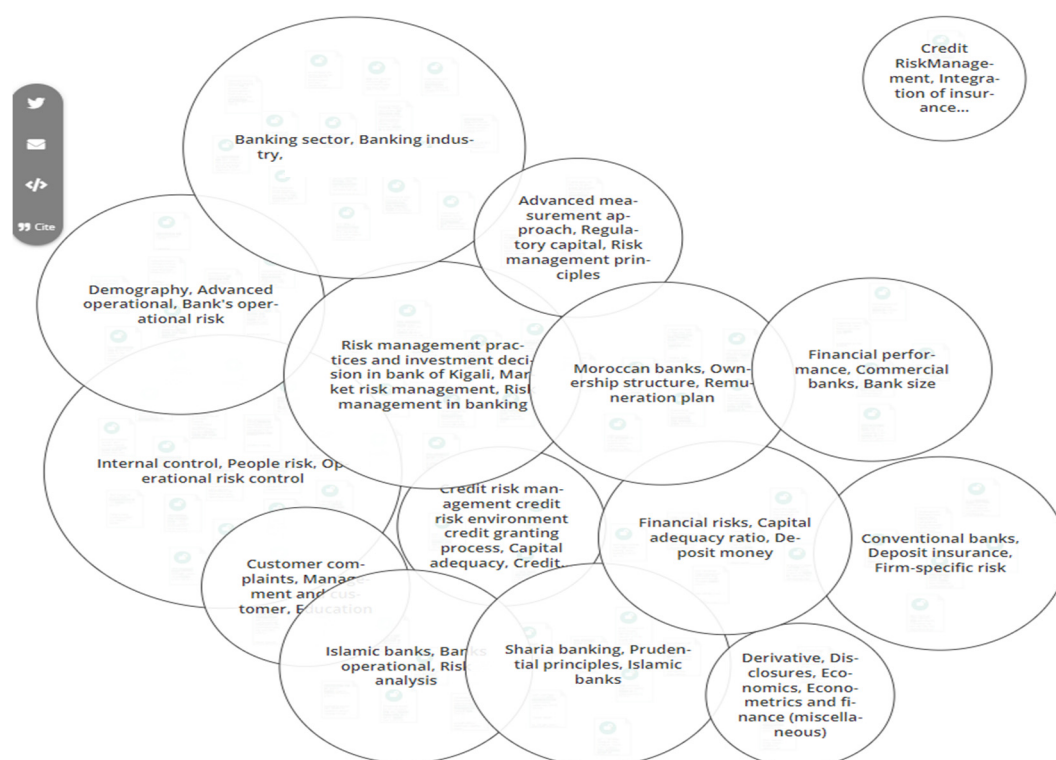 Credit
RiskManage-
ment, Integra-
tion of insur-
ance...
Cite
Banking sector, Banking indus-
try,
Advanced mea-
surement ap-
proach, Regula-
tory capital, Risk
management prin-
ciples
Demography, Advanced
operational, Bank's oper-
ational risk
Risk management prac-
tices and investment deci-
sion in bank of Kigali, Mar
ket risk management, Risk
management in banking
Moroccan banks, Own-
ership structure, Remu-
neration plan
Financial perfor-
mance, Commercial
banks, Bank size
Internal control, People risk, Op
erational risk control
Credit risk man-
agement credit
risk environment
credit granting
process, Capital
adequacy, Credit...
Financial risks, Capital
adequacy ratio, De-
posit money
Conventional banks,
Deposit insurance,
Firm-specific risk
Customer com-
plaints, Manage-
ment and cus-
tomer, Education
Islamic banks, Banks
operational, Risk
analysis
Sharia banking, Pruden-
tial principles, Islamic
banks
Derivative, Dis-
closures, Eco-
nomics, Econo-
metrics and fi-
nance (miscella-
neous)